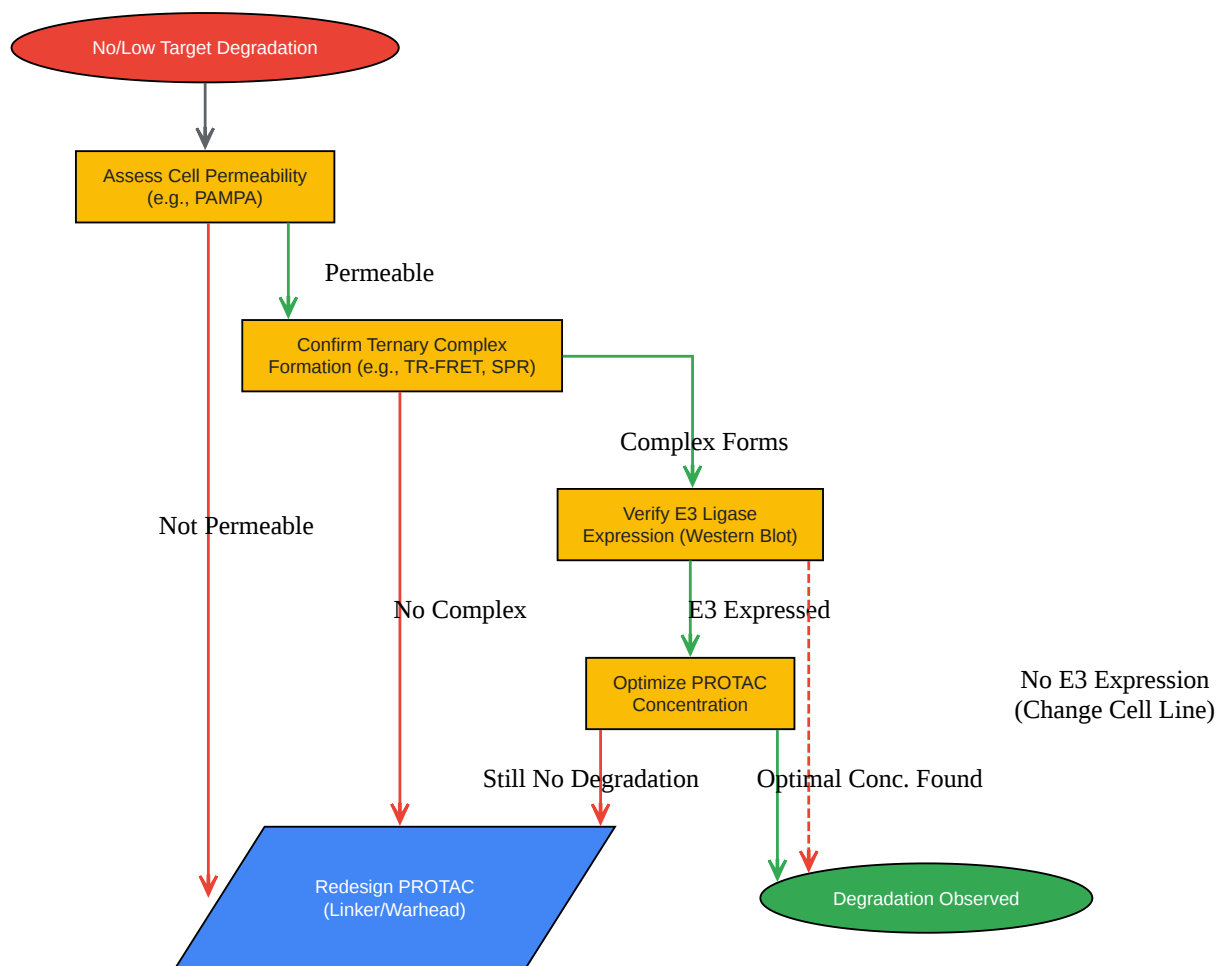 No/Low Target Degradation
Assess Cell Permeability
(e.g., PAMPA)
Permeable
Confirm Ternary Complex
Formation (e.g., TR-FRET, SPR)
Complex Forms
Verify E3 Ligase
Expression (Western Blot)
Not Permeable
No Complex
E3 Expressed
Optimize PROTAC
Concentration
No E3 Expression
(Change Cell Line)
Still No Degradation
Optimal Conc. Found
Redesign PROTAC
(Linker/Warhead)
Degradation Observed